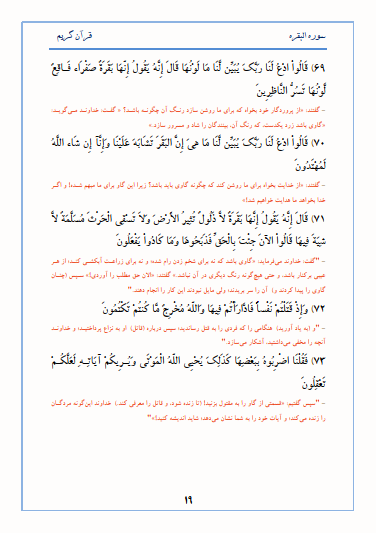 سوره البقره
قرآن کریم
۶۹) قَالُواْ ادْعُ لَنَا رَبَّكَ يُبَيِّن لَّنَا مَا لَوْنُهَا قَالَ إِنَّهُ يَقُولُ إِنّهَا بَقَرَةٌ صَفْرَاء فَاقِعٌ
لَّوْنُهَا تَسُرُّ النَّاظِرِينَ
- گفتند: «از پروردگار خود بخواه که برای ما روشن سازد رنگ آن چگونه باشد؟ » گفت: خداوند می‌گوید:
«گاوی باشد زرد یکدست، که رنگ آن، بینندگان را شاد و مسرور سازد.»
۷۰) قَالُواْ ادْعُ لَنَا رَبَّكَ يُبَيِّن لَّنَا مَا هِيَ إِنَّ البَقَرَ تَشَابَهَ عَلَيْنَا وَإِنَّآ إِن شَاء اللَّهُ
لَمُهْتَدُونَ
- گفتند: «از خدایت بخواه برای ما روشن کند که چگونه گاوی باید باشد؟ زیرا این گاو برای ما مبهم شده! و اگر
خدا بخواهد ما هدایت خواهیم شد!»
۷۱) قَالَ إِنَّهُ يَقُولُ إِنَّهَا بَقَرَةٌ لاَّ ذَلُولٌ تُثِيرُ الأَرْضَ وَلاَ تَسْقِي الْحَرْثَ مُسَلَّمَةٌ لاَّ
شِيَةَ فِيهَا قَالُواْ الآنَ جِئْتَ بِالْحَقِّ فَذَبَحُوهَا وَمَا كَادُواْ يَفْعَلُونَ
- گفت: خداوند می‌فرماید: «گاوی باشد که نه برای شخم زدن رام شده؛ و نه برای زراعت آبکشی کند؛ از هر
عیبی برکنار باشد، و حتی هیچ‌گونه رنگ دیگری در آن نباشد.» گفتند: «الان حق مطلب را آوردی!» سپس (چنان
گاوی را پیدا کردند و) آن را سر بریدند؛ ولی مایل نبودند این کار را انجام دهند.
۷۲) وَإِذْ قَتَلْتُمْ نَفْساً فَادَّارَأْتُمْ فِيهَا وَاللّهُ مُخْرِجٌ مَّا كُنتُمْ تَكْتُمُونَ
- و (به یاد آورید) هنگامی را که فردی را به قتل رساندید؛ سپس درباره (قاتل) او به نزاع پرداختید؛ و خداوند
آنچه را مخفی می‌داشتید، آشکار می‌سازد.
۷۳) فَقُلْنَا اضْرِبُوهُ بِبَعْضِهَا كَذَلِكَ يُحْيِي اللّهُ الْمَوْتَى وَيُرِيكُمْ آيَاتِهِ لَعَلَّكُمْ
تَعْقِلُونَ
- سپس گفتیم: «قسمتی از گاو را به مقتول بزنید! (تا زنده شود، و قاتل را معرفی کند.) خداوند این‌گونه مردگان
را زنده می‌کند؛ و آیات خود را به شما نشان می‌دهد؛ شاید اندیشه کنید!»
۱۹